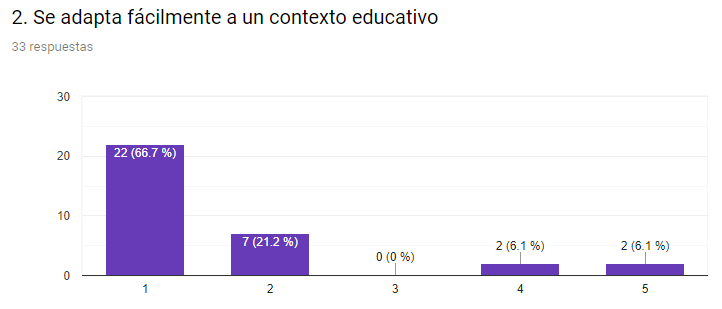 2. Se adapta fácilmente a un contexto educativo
33 respuestas
30
20
10
0
22 (66.7 %)
7 (21.2 %)
0 (0 %)
2 (6.1 %)
2 (6.1 %)
1 2 3 4 5